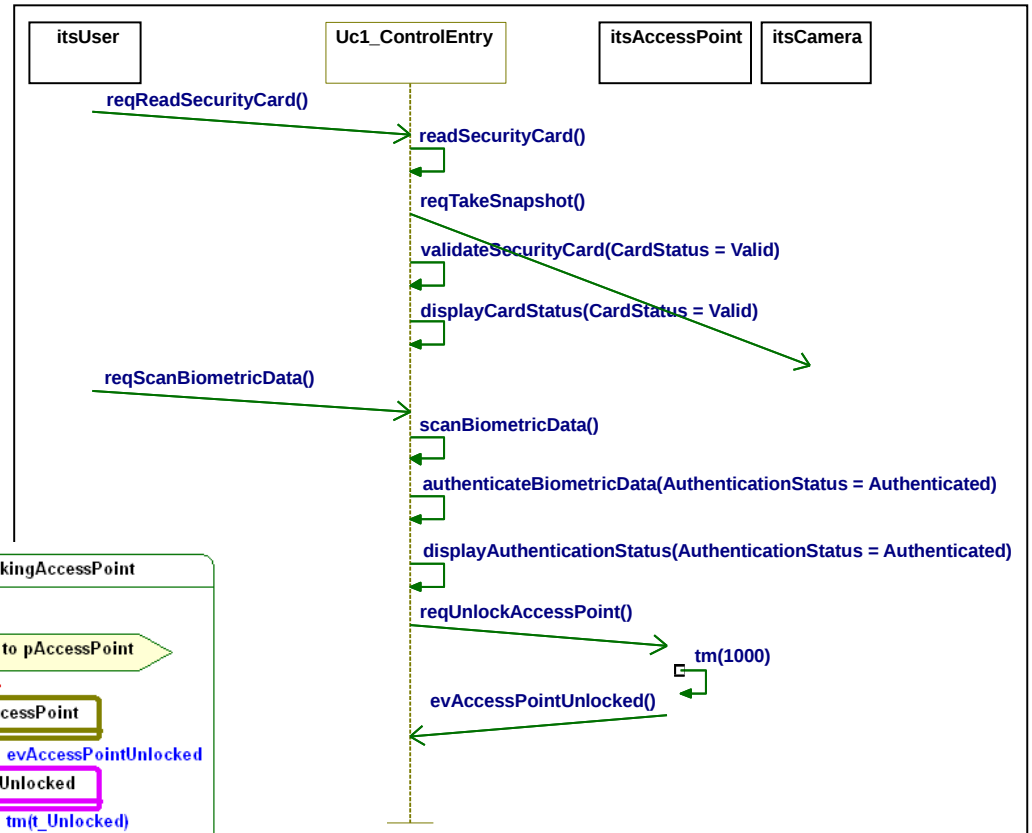 itsUser
Uc1_ControlEntry
itsAccessPoint
itsCamera
reqReadSecurityCard()
readSecurityCard()
reqTakeSnapshot()
validateSecurityCard(CardStatus = Valid)
displayCardStatus(CardStatus = Valid)
reqScanBiometricData()
scanBiometricData()
authenticateBiometricData(AuthenticationStatus = Authenticated)
displayAuthenticationStatus(AuthenticationStatus = Authenticated)
reqUnlockAccessPoint()
tm(1000)
evAccessPointUnlocked()
kingAccessPoint
to pAccessPoint
cessPoint
evAccessPointUnlocked
Unlocked
tm(t_Unlocked)